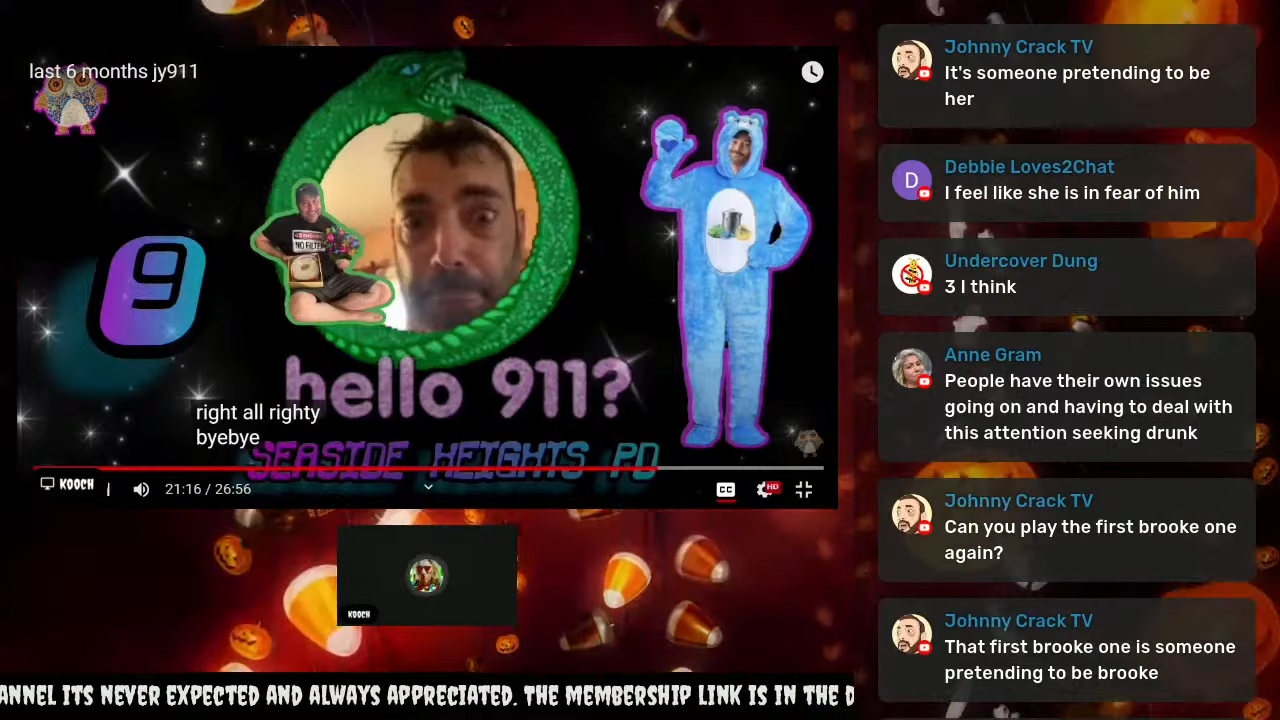 last 6 months jy911
9
NO FILTER
hello 911?
right all righty
byebye
SEASIDE HEIGHTS PD
KOOCH
21:16 / 26:56
CC
HD
KOOCH
ANNEL ITS NEVER EXPECTED AND ALWAYS APPRECIATED. THE MEMBERSHIP LINK IS IN THE D
Johnny Crack TV
It's someone pretending to be
her
D
Debbie Loves2Chat
I feel like she is in fear of him
Undercover Dung
3 I think
Anne Gram
People have their own issues
going on and having to deal with
this attention seeking drunk
Johnny Crack TV
Can you play the first brooke one
again?
Johnny Crack TV
That first brooke one is someone
pretending to be brooke